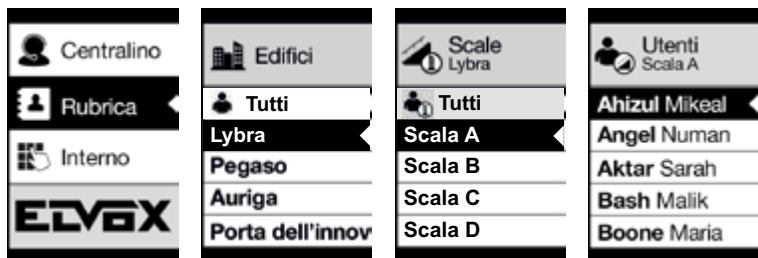 Centralino
Rubrica
Interno
ELVOX
Edifici
Tutti
Lybra
Pegaso
Auriga
Porta dell'innov
Scale
Lybra
Tutti
Scala A
Scala B
Scala C
Scala D
Utenti
Scala A
Ahizul Mikeal
Angel Numan
Aktar Sarah
Bash Malik
Boone Maria